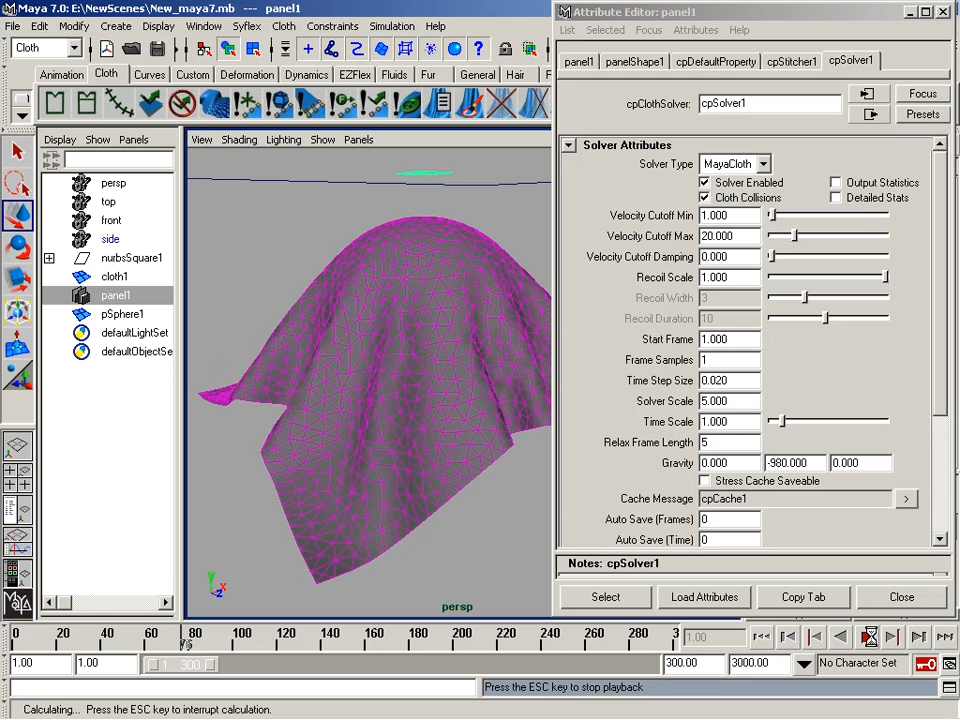 Maya 7.0: E:\NewScenes\New_maya7.mb --- panel1
File Edit Modify Create Display Window Syflex Cloth Constraints Simulation Help
Cloth
Animation Cloth Curves Custom Deformation Dynamics EZFlex Fluids Fur General Hair
Display Show Panels
View Shading Lighting Show Panels
persp
top
front
side
nurbsSquare1
cloth1
panel1
pSphere1
defaultLightSet
defaultObjectSe
y
x
z
persp
Attribute Editor: panel1
List Selected Focus Attributes Help
panel1 panelShape1 cpDefaultProperty cpStitcher1 cpSolver1
cpClothSolver: cpSolver1
Focus
Presets
Solver Attributes
Solver Type MayaCloth
Solver Enabled Output Statistics
Cloth Collisions Detailed Stats
Velocity Cutoff Min 1.000
Velocity Cutoff Max 20.000
Velocity Cutoff Damping 0.000
Recoil Scale 1.000
Recoil Width 3
Recoil Duration 10
Start Frame 1.000
Frame Samples 1
Time Step Size 0.020
Solver Scale 5.000
Time Scale 1.000
Relax Frame Length 5
Gravity 0.000 -980.000 0.000
Stress Cache Saveable
Cache Message cpCache1 >
Auto Save (Frames) 0
Auto Save (Time) 0
Notes: cpSolver1
Select Load Attributes Copy Tab Close
0 20 40 60 80 100 120 140 160 180 200 220 240 260 280 3
76
1.00
1.00 1.00 1 300 300.00 3000.00 No Character Set
Press the ESC key to stop playback
Calculating... Press the ESC key to interrupt calculation.